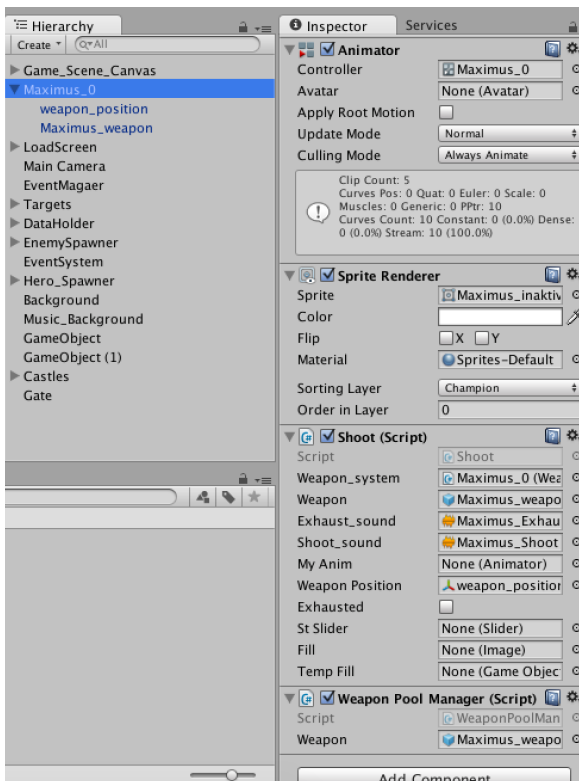 Hierarchy
Create
All
Game_Scene_Canvas
Maximus_0
weapon_position
Maximus_weapon
LoadScreen
Main Camera
EventMagaer
Targets
DataHolder
EnemySpawner
EventSystem
Hero_Spawner
Background
Music_Background
GameObject
GameObject (1)
Castles
Gate
Inspector Services
Animator
Controller Maximus_0
Avatar None (Avatar)
Apply Root Motion
Update Mode Normal
Culling Mode Always Animate
Clip Count: 5
Curves Pos: 0 Quat: 0 Euler: 0 Scale: 0
Muscles: 0 Generic: 0 PPtr: 10
Curves Count: 10 Constant: 0 (0.0%) Dense:
0 (0.0%) Stream: 10 (100.0%)
Sprite Renderer
Sprite Maximus_inaktiv
Color
Flip X Y
Material Sprites-Default
Sorting Layer Champion
Order in Layer 0
Shoot (Script)
Script Shoot
Weapon_system Maximus_0 (Wea
Weapon Maximus_weapo
Exhaust_sound Maximus_Exhau
Shoot_sound Maximus_Shoot
My Anim None (Animator)
Weapon Position weapon_position
Exhausted
St Slider None (Slider)
Fill None (Image)
Temp Fill None (Game Objec
Weapon Pool Manager (Script)
Script WeaponPoolMan
Weapon Maximus_weapo
Add Component